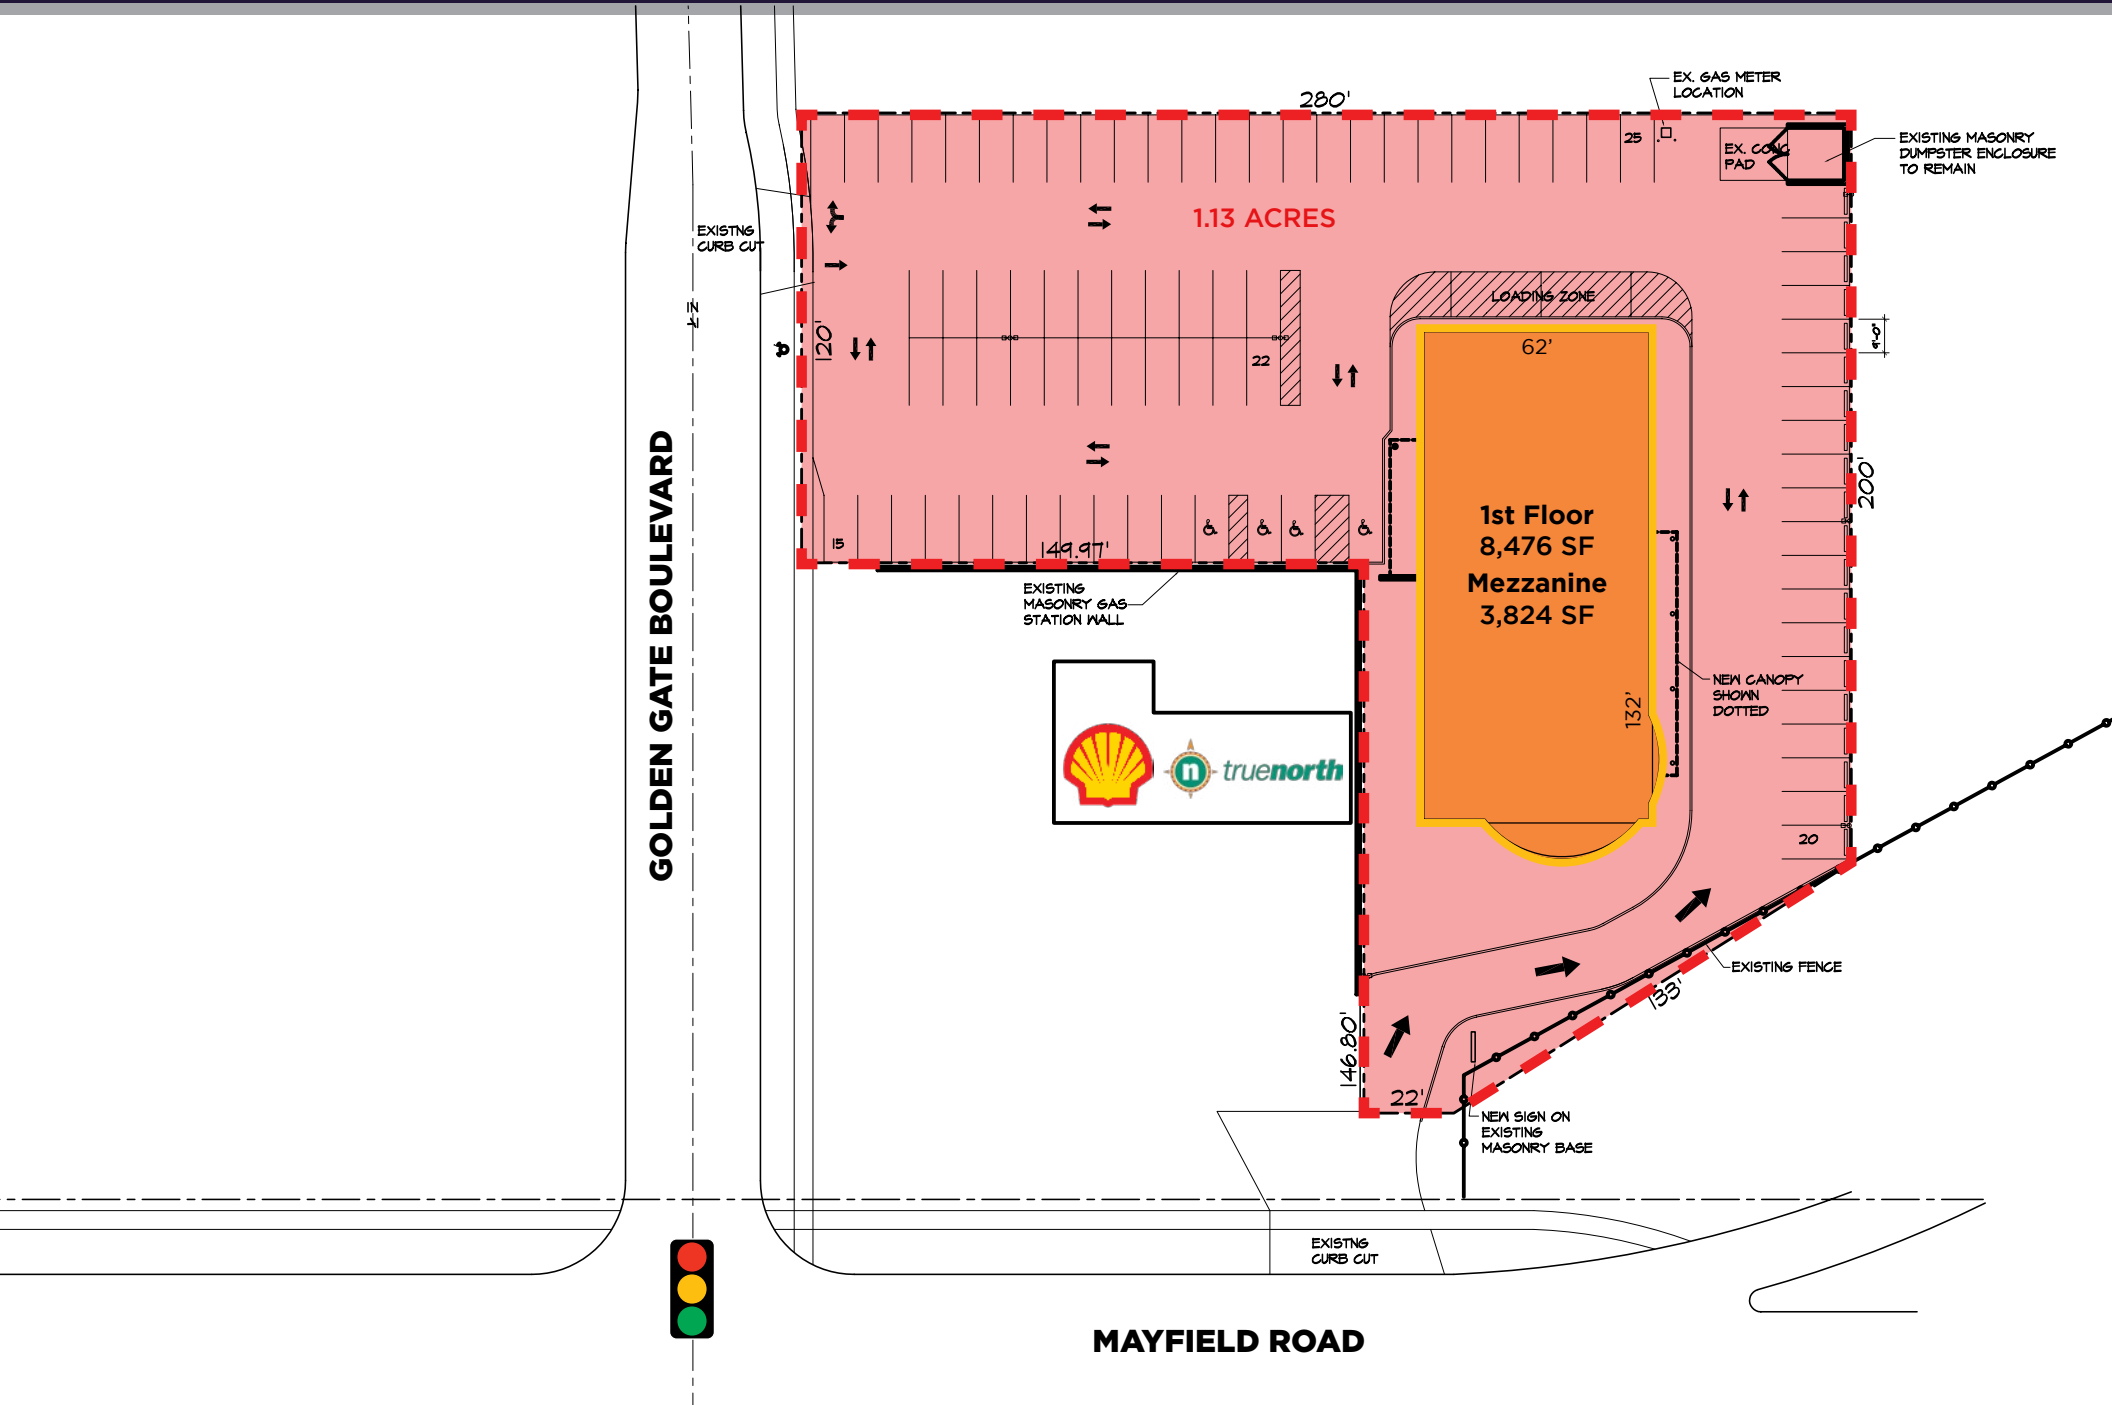 280'
EX. GAS METER
LOCATION
25
EX. CONC
PAD
EXISTING MASONRY
DUMPSTER ENCLOSURE
TO REMAIN
1.13 ACRES
EXISTNG
CURB CUT
120'
22
LOADING ZONE
62'
9'-0"
200'
15
149.97'
EXISTING
MASONRY GAS
STATION WALL
1st Floor
8,476 SF
Mezzanine
3,824 SF
132'
NEW CANOPY
SHOWN
DOTTED
GOLDEN GATE BOULEVARD
n
truenorth
20
EXISTING FENCE
133'
146.80'
22'
NEW SIGN ON
EXISTING
MASONRY BASE
EXISTNG
CURB CUT
MAYFIELD ROAD